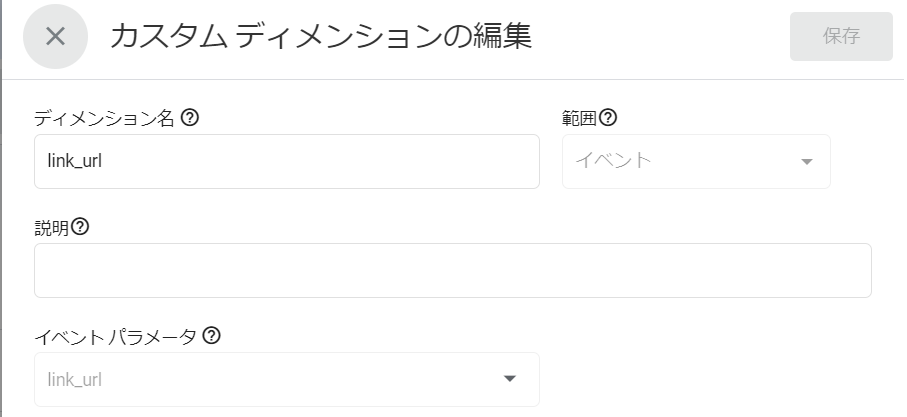 カスタム ディメンションの編集
保存
ディメンション名
範囲
link_url
イベント
説明
イベント パラメータ
link_url